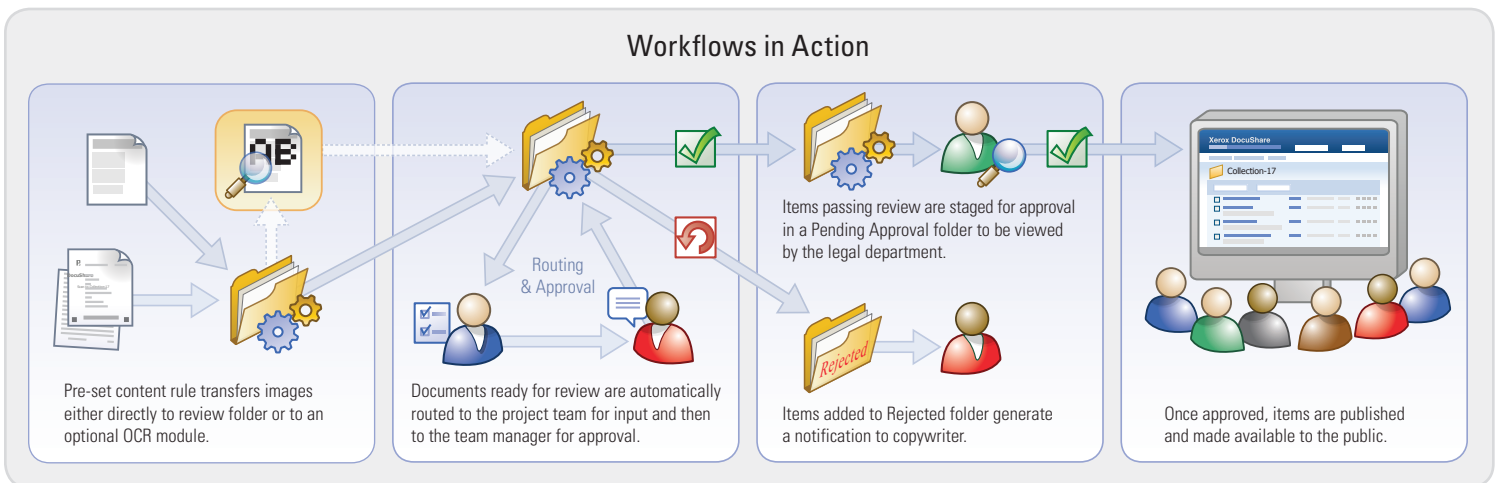 Workflows in Action
Pre-set content rule transfers images
either directly to review folder or to an
optional OCR module.
Routing
& Approval
Documents ready for review are automatically
routed to the project team for input and then
to the team manager for approval.
Items passing review are staged for approval
in a Pending Approval folder to be viewed
by the legal department.
Rejected
Items added to Rejected folder generate
a notification to copywriter.
Xerox DocuShare
Collection-17
Once approved, items are published
and made available to the public.